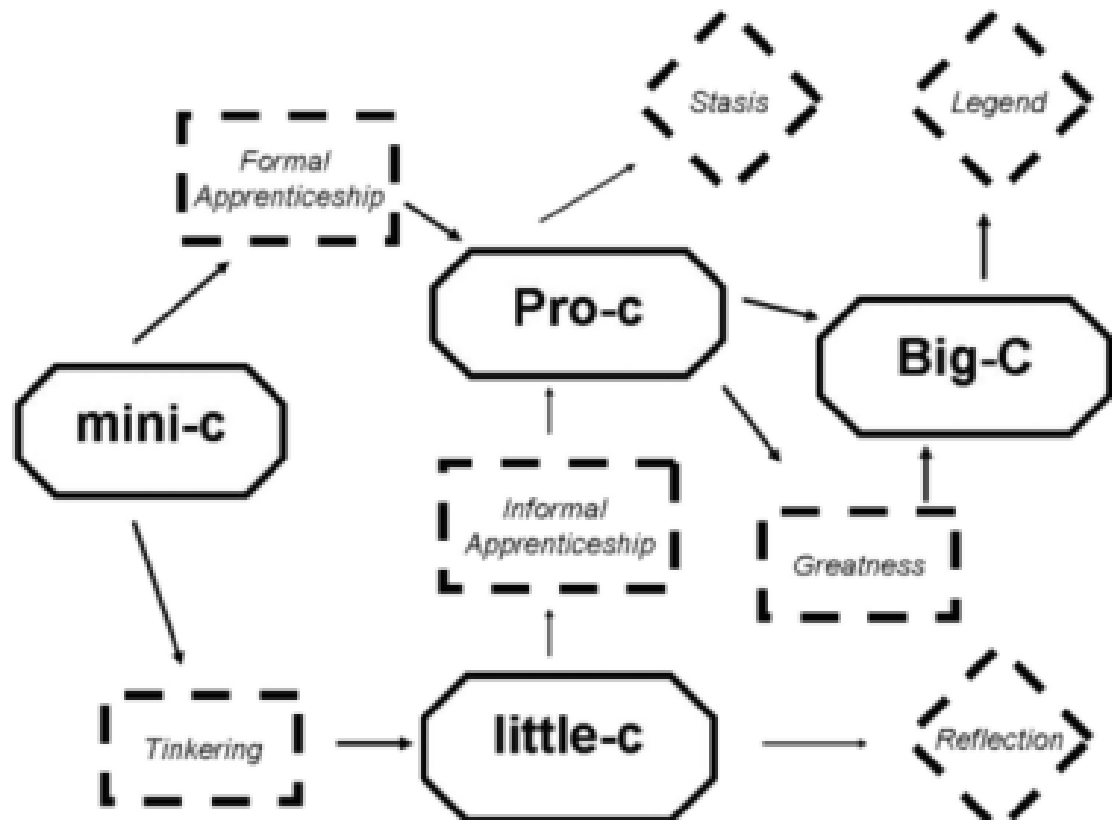 Stasis
Legend
Formal
Apprenticeship
Pro-c
Big-C
mini-c
Informal
Apprenticeship
Greatness
Tinkering
little-c
Reflection